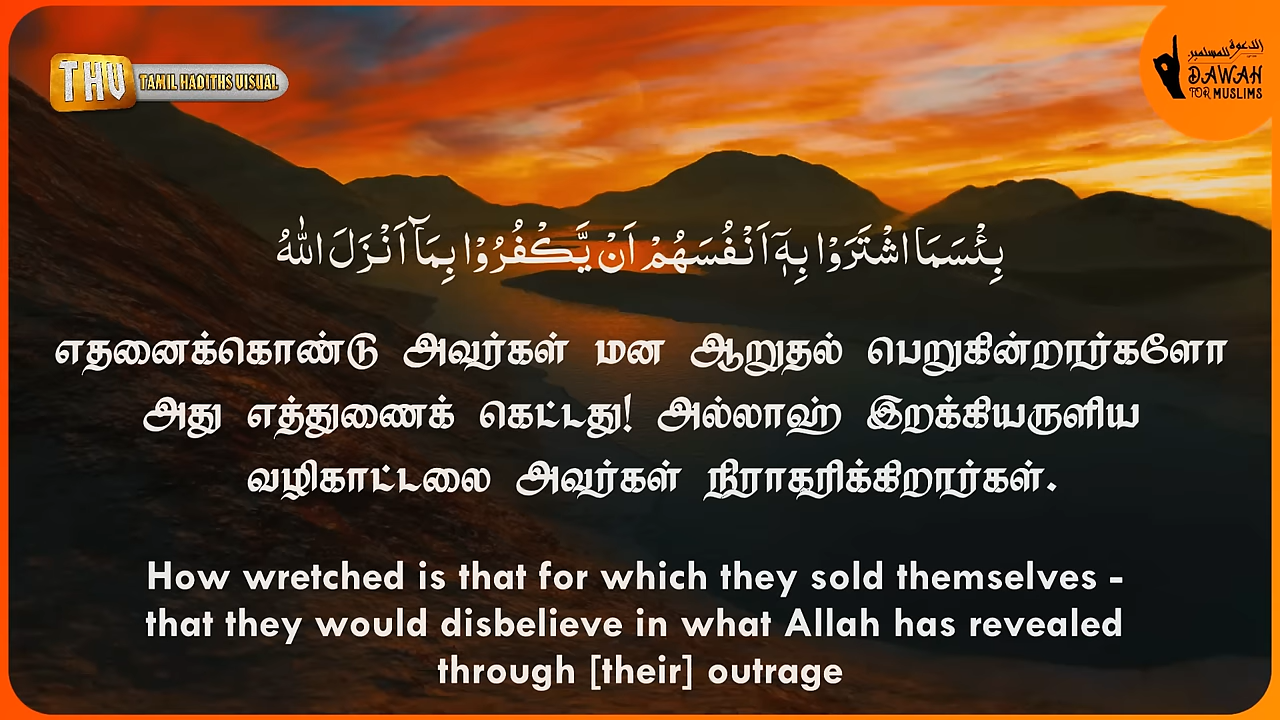 THV
TAMIL HADITHS VISUAL
الدعوة للمسلمين
DAWAH
FOR MUSLIMS
بِئْسَمَا اشْتَرَوْا بِهٖۤ اَنْفُسَهُمْ اَنْ يَّکْفُرُوْا بِمَاۤ اَنْزَلَ اللّٰهُ
எதனைக்கொண்டு அவர்கள் மன ஆறுதல் பெறுகின்றார்களோ
அது எத்துணைக் கெட்டது! அல்லாஹ் இறக்கியருளிய
வழிகாட்டலை அவர்கள் நிராகரிக்கிறார்கள்.
How wretched is that for which they sold themselves -
that they would disbelieve in what Allah has revealed
through [their] outrage